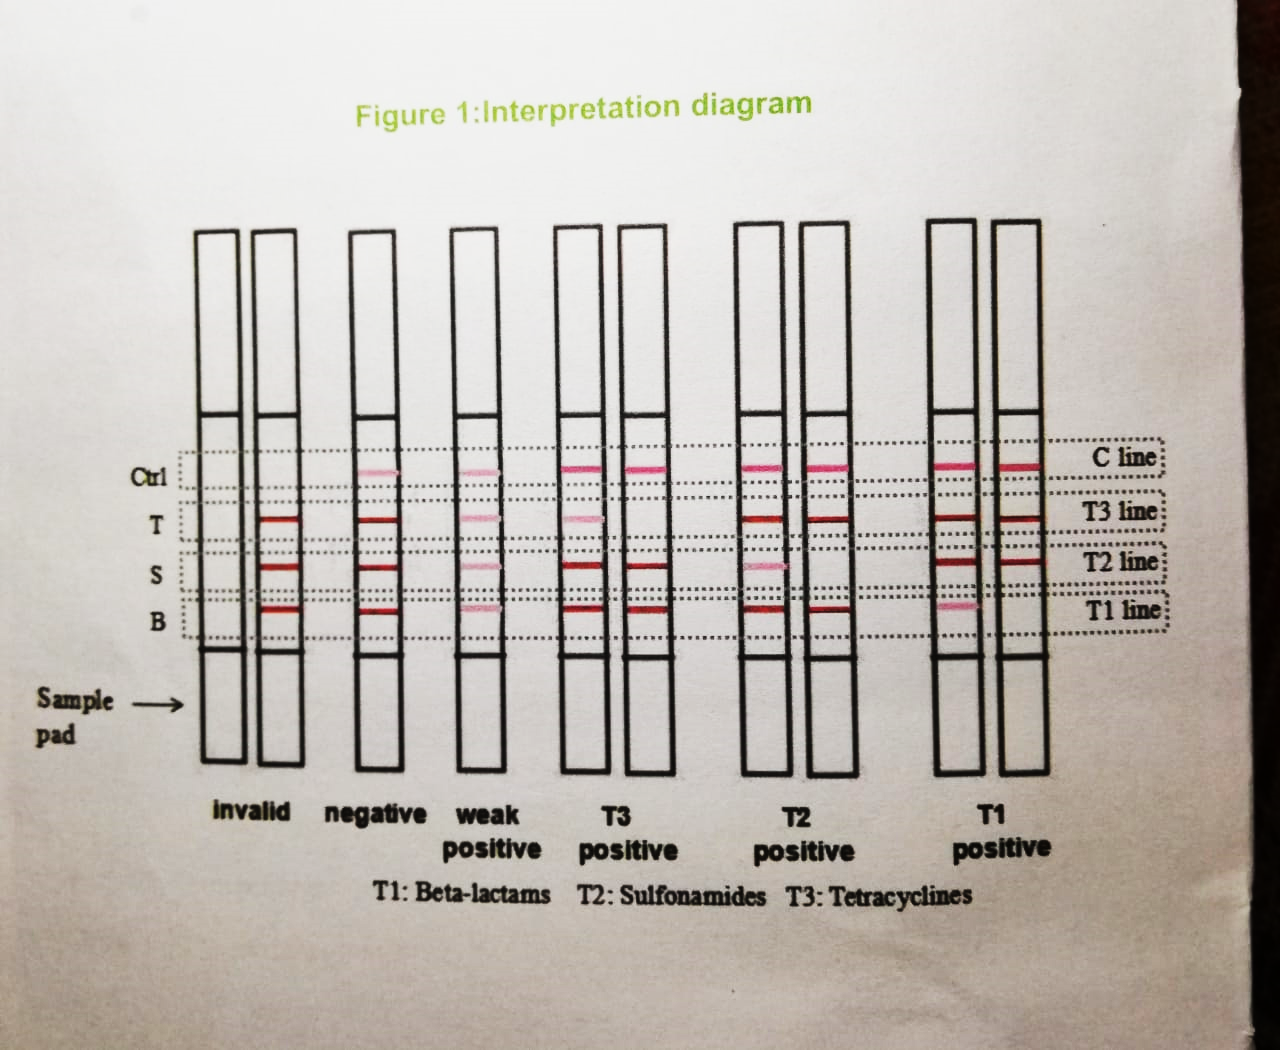 Figure 1:Interpretation diagram
Ctrl
C line
T
T3 line
S
T2 line
B
T1 line
Sample
pad
invalid
negative
weak
positive
T3
positive
T2
positive
T1
positive
T1: Beta-lactams T2: Sulfonamides T3: Tetracyclines